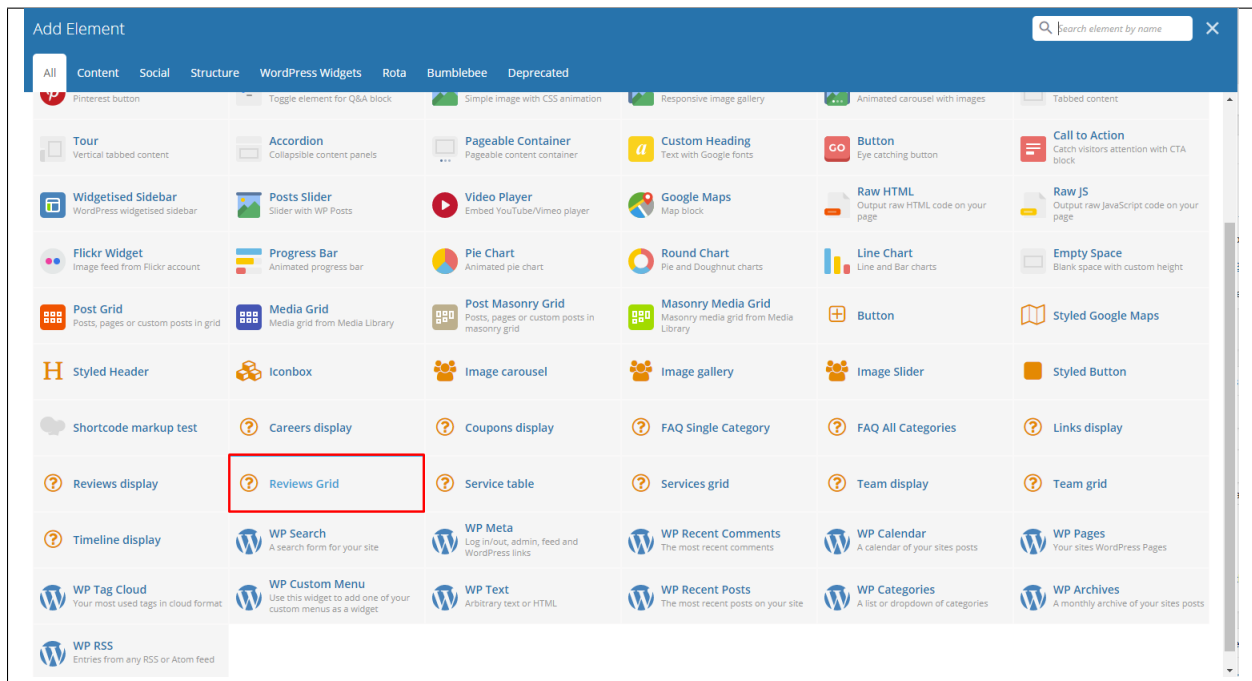 Add Element
Search element by name
All Content Social Structure WordPress Widgets Rota Bumblebee Deprecated
Pinterest button
Toggle element for Q&A block
Simple image with CSS animation
Responsive image gallery
Animated carousel with images
Tabbed content
Tour
Vertical tabbed content
Accordion
Collapsible content panels
Pageable Container
Pageable content container
Custom Heading
Text with Google fonts
GO
Button
Eye catching button
Call to Action
Catch visitors attention with CTA
block
Widgetised Sidebar
WordPress widgetised sidebar
Posts Slider
Slider with WP Posts
Video Player
Embed YouTube/Vimeo player
Google Maps
Map block
Raw HTML
Output raw HTML code on your
page
Raw JS
Output raw JavaScript code on your
page
Flickr Widget
Image feed from Flickr account
Progress Bar
Animated progress bar
Pie Chart
Animated pie chart
Round Chart
Pie and Doughnut charts
Line Chart
Line and Bar charts
Empty Space
Blank space with custom height
Post Grid
Posts, pages or custom posts in grid
Media Grid
Media grid from Media Library
Post Masonry Grid
Posts, pages or custom posts in
masonry grid
Masonry Media Grid
Masonry media grid from Media
Library
Button
Styled Google Maps
H Styled Header
Iconbox
Image carousel
Image gallery
Image Slider
Styled Button
Shortcode markup test
Careers display
Coupons display
FAQ Single Category
FAQ All Categories
Links display
Reviews display
Reviews Grid
Service table
Services grid
Team display
Team grid
Timeline display
WP Search
A search form for your site
WP Meta
Log in/out, admin, feed and
WordPress links
WP Recent Comments
The most recent comments
WP Calendar
A calendar of your sites posts
WP Pages
Your sites WordPress Pages
WP Tag Cloud
Your most used tags in cloud format
WP Custom Menu
Use this widget to add one of your
custom menus as a widget
WP Text
Arbitrary text or HTML
WP Recent Posts
The most recent posts on your site
WP Categories
A list or dropdown of categories
WP Archives
A monthly archive of your sites posts
WP RSS
Entries from any RSS or Atom feed